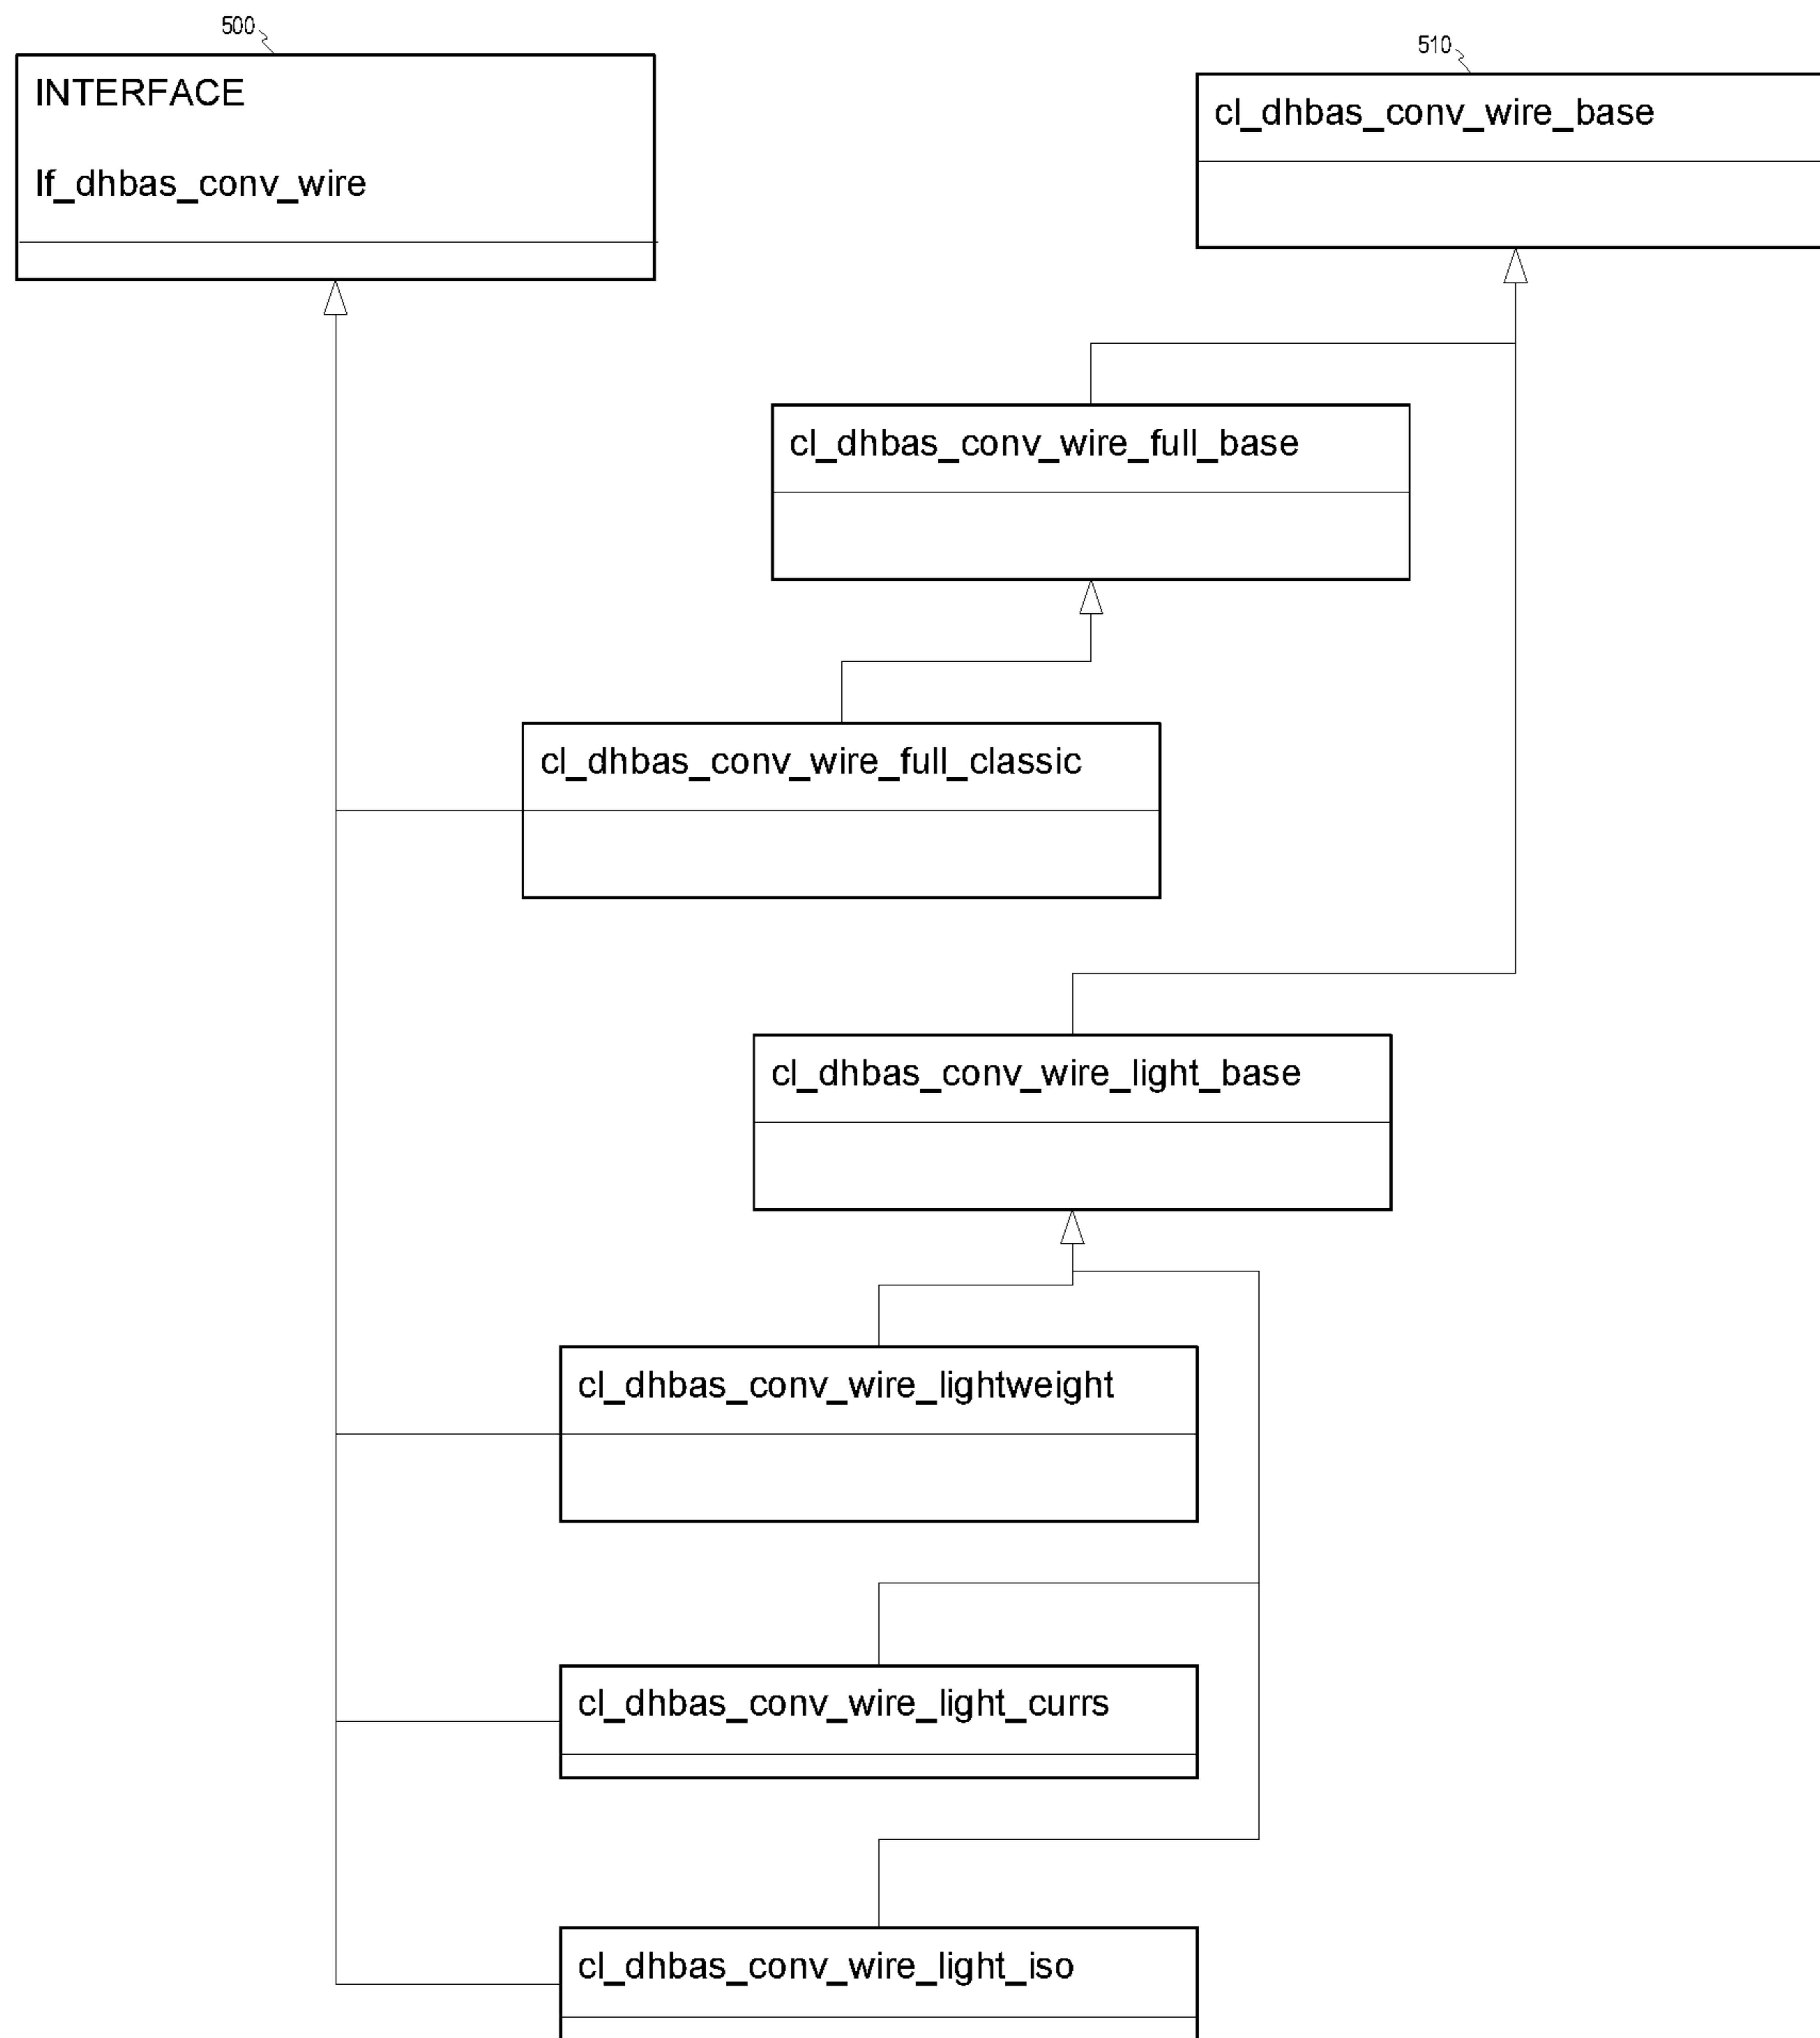 500
510
INTERFACE
If_dhbas_conv_wire
cl_dhbas_conv_wire_base
cl_dhbas_conv_wire_full_base
cl_dhbas_conv_wire_full_classic
cl_dhbas_conv_wire_light_base
cl_dhbas_conv_wire_lightweight
cl_dhbas_conv_wire_light_currs
cl_dhbas_conv_wire_light_iso